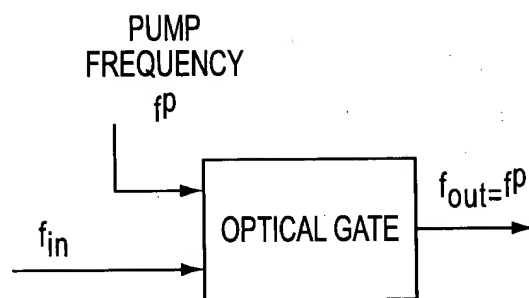 PUMP
FREQUENCY
fp
fin
OPTICAL GATE
fout=fp